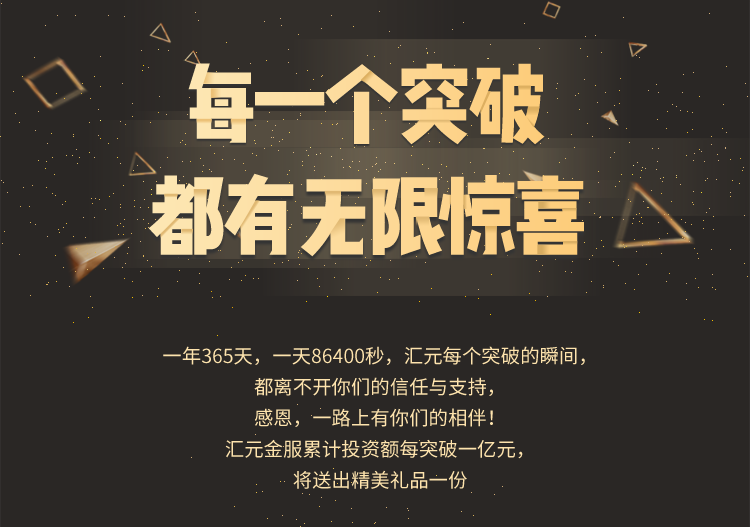 每一个突破
都有无限惊喜
一年365天，一天86400秒，汇元每个突破的瞬间，
都离不开你们的信任与支持，
感恩，一路上有你们的相伴！
汇元金服累计投资额每突破一亿元，
将送出精美礼品一份